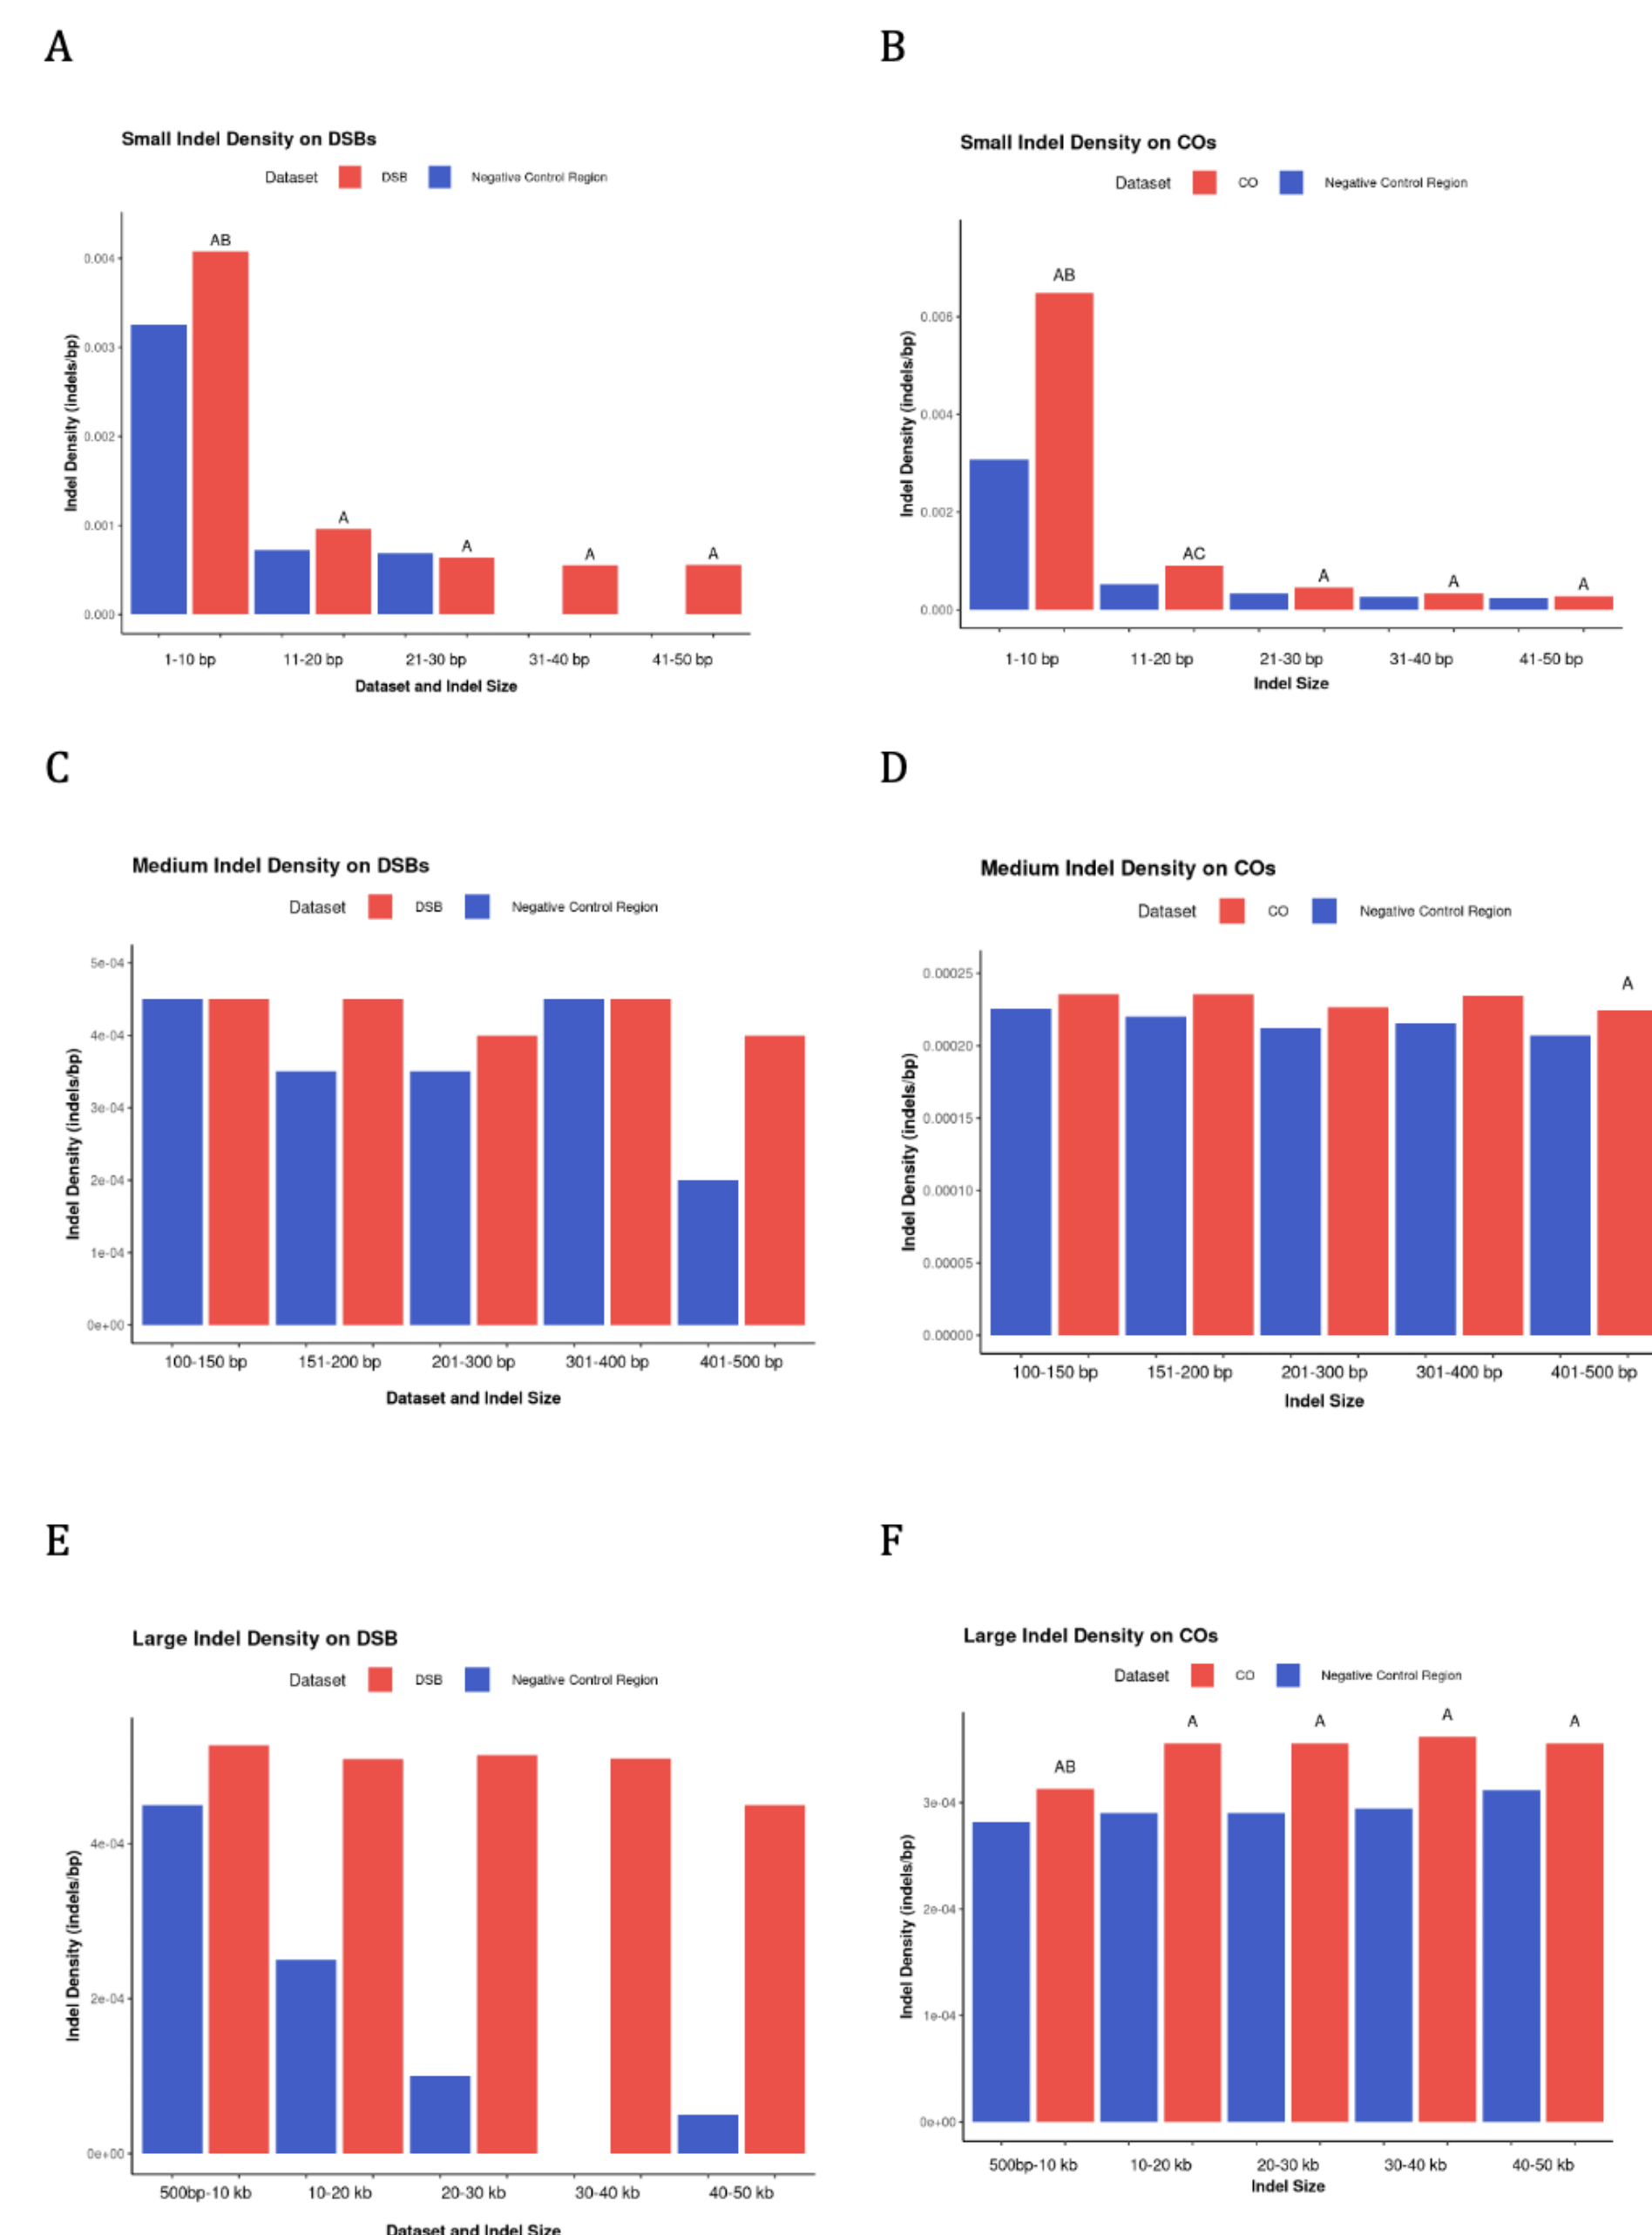 A
Small Indel Density on DSBs
Dataset DSB Negative Control Region
Indel Density (indels/bp)
0.004
0.003
0.002
0.001
0.000
AB
A
A
A
A
1-10 bp 11-20 bp 21-30 bp 31-40 bp 41-50 bp
Dataset and Indel Size
B
Small Indel Density on COs
Dataset CO Negative Control Region
Indel Density (indels/bp)
0.006
0.004
0.002
0.000
AB
AC
A
A
A
1-10 bp 11-20 bp 21-30 bp 31-40 bp 41-50 bp
Indel Size
C
Medium Indel Density on DSBs
Dataset DSB Negative Control Region
Indel Density (indels/bp)
5e-04
4e-04
3e-04
2e-04
1e-04
0e+00
100-150 bp 151-200 bp 201-300 bp 301-400 bp 401-500 bp
Dataset and Indel Size
D
Medium Indel Density on COs
Dataset CO Negative Control Region
Indel Density (indels/bp)
0.00025
0.00020
0.00015
0.00010
0.00005
0.00000
A
100-150 bp 151-200 bp 201-300 bp 301-400 bp 401-500 bp
Indel Size
E
Large Indel Density on DSB
Dataset DSB Negative Control Region
Indel Density (indels/bp)
4e-04
2e-04
0e+00
500bp-10 kb 10-20 kb 20-30 kb 30-40 kb 40-50 kb
Dataset and Indel Size
F
Large Indel Density on COs
Dataset CO Negative Control Region
Indel Density (indels/bp)
3e-04
2e-04
1e-04
0e+00
AB
A
A
A
A
500bp-10 kb 10-20 kb 20-30 kb 30-40 kb 40-50 kb
Indel Size